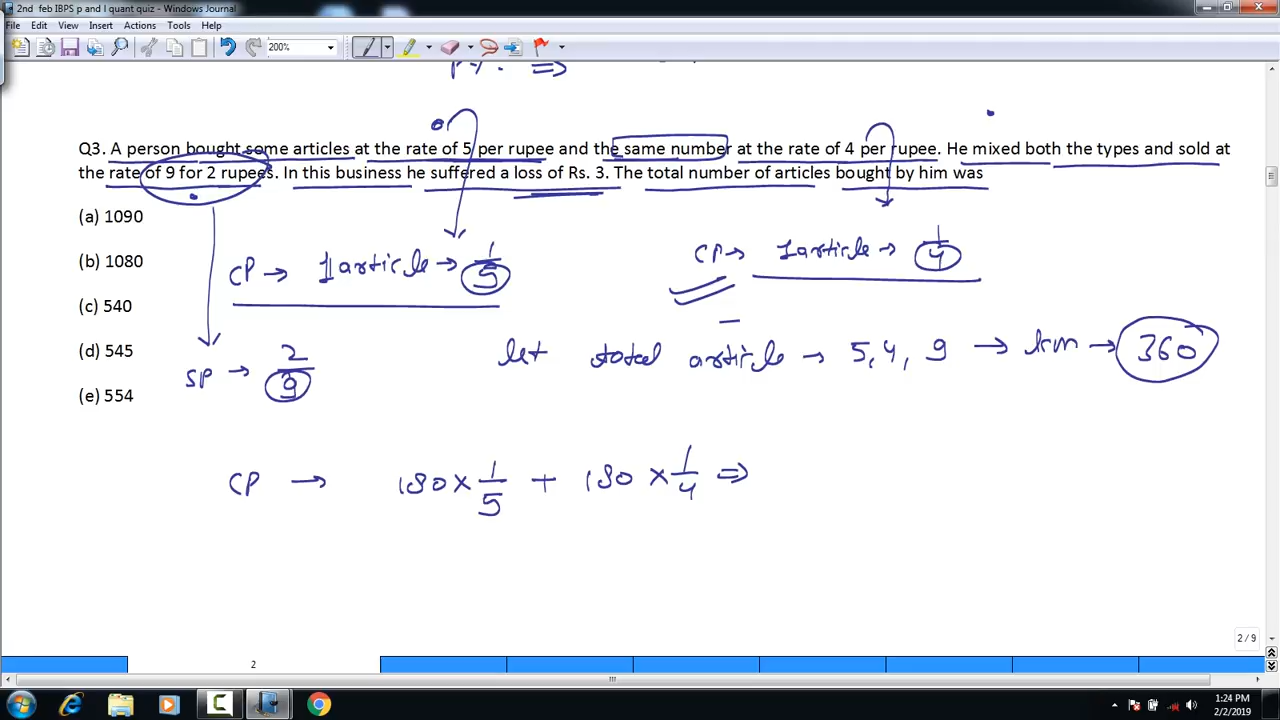 2nd feb IBPS p and l quant quiz - Windows Journal
File Edit View Insert Actions Tools Help
200%
Q3. A person bought some articles at the rate of 5 per rupee and the same number at the rate of 4 per rupee. He mixed both the types and sold at
the rate of 9 for 2 rupees. In this business he suffered a loss of Rs. 3. The total number of articles bought by him was
(a) 1090
(b) 1080
(c) 540
(d) 545
(e) 554
CP → 1 article → 1/5
CP → 1 article → 1/4
SP → 2/9
let total article → 5, 4, 9 → lcm → 360
CP → 180 × 1/5 + 180 × 1/4 ⇒
2 / 9
2
1:24 PM
2/2/2019